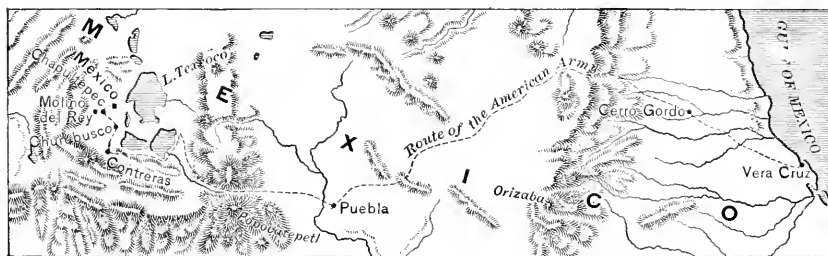 M E X I C O
Chapultepec
México
L. Texcoco
Molino
del Rey
Churubusco
Contreras
Popocatepetl
Puebla
Route of the American Army
Orizaba
Cerro Gordo
Vera Cruz
GULF OF MEXICO